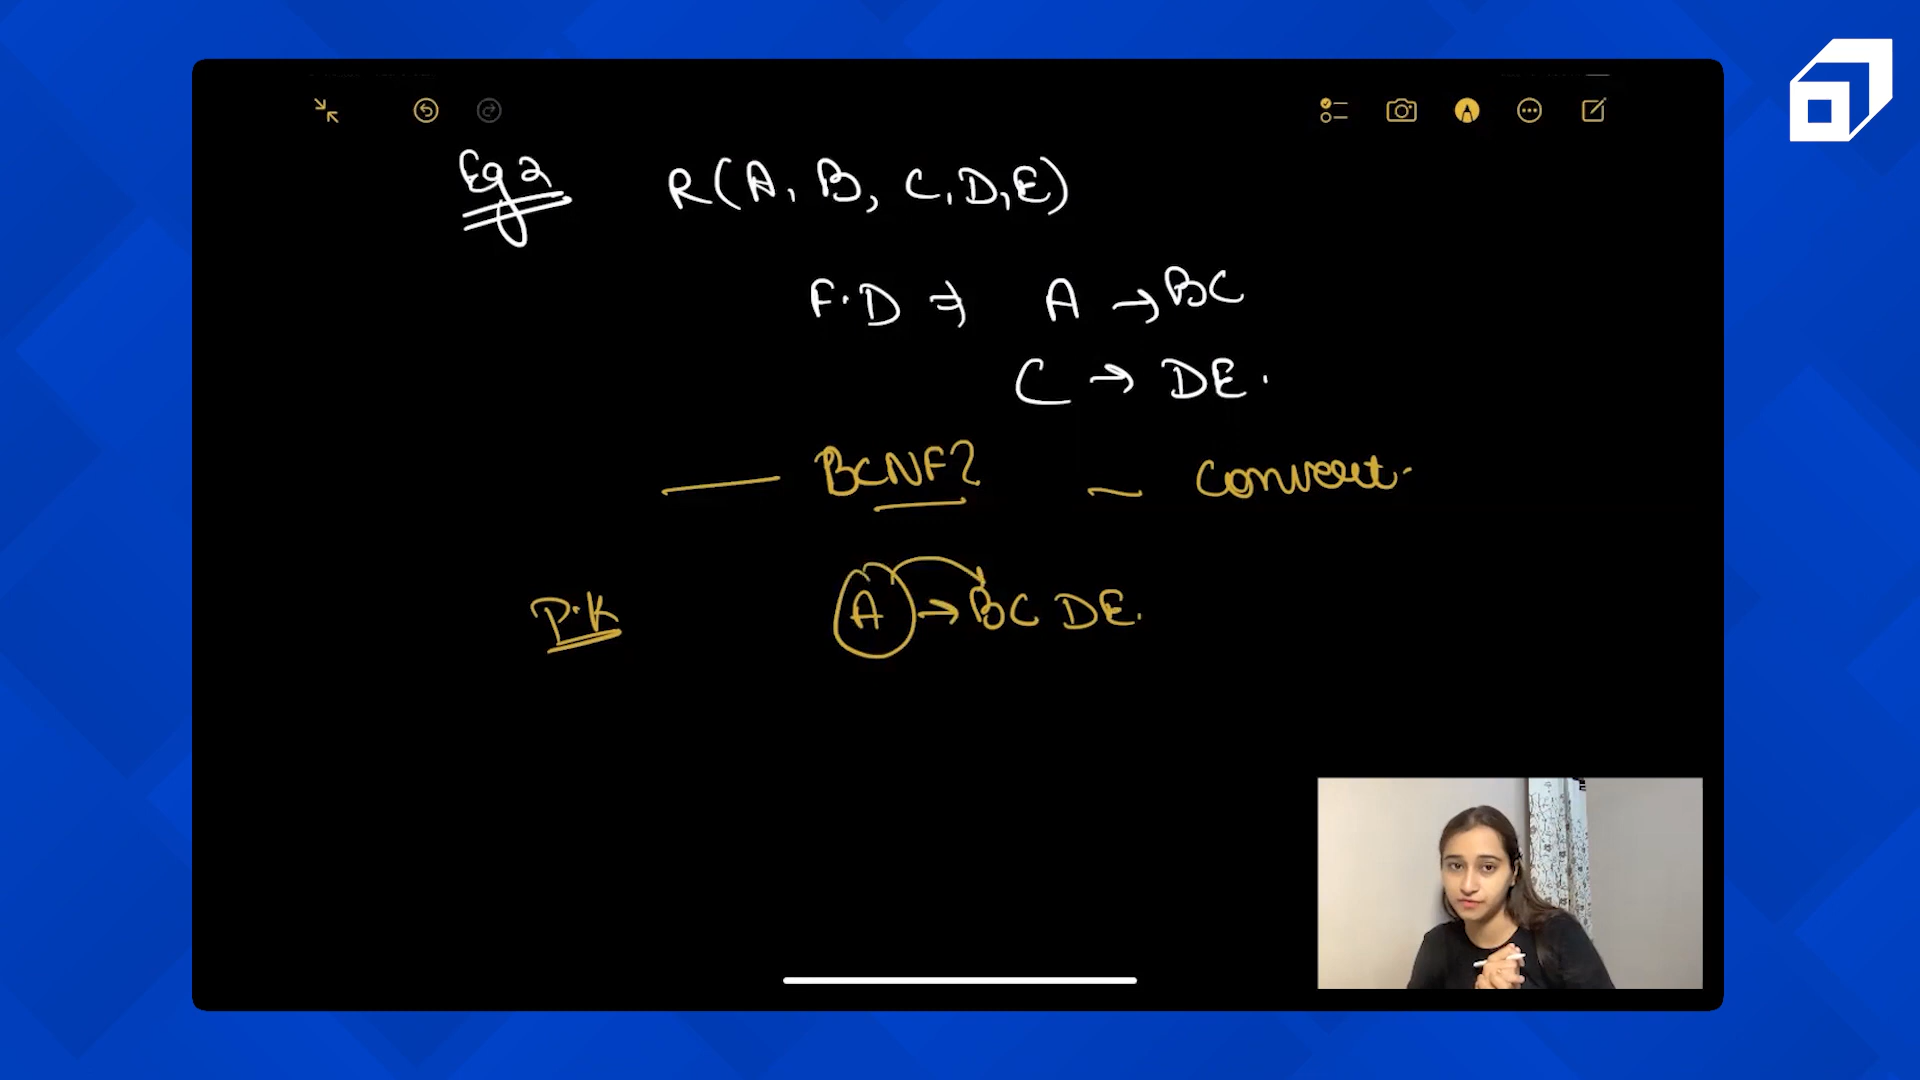 Eg 2 R(A, B, C, D, E)
F.D ⇒ A → BC
C → DE.
— BCNF? — Convert.
P.K A → BC DE.